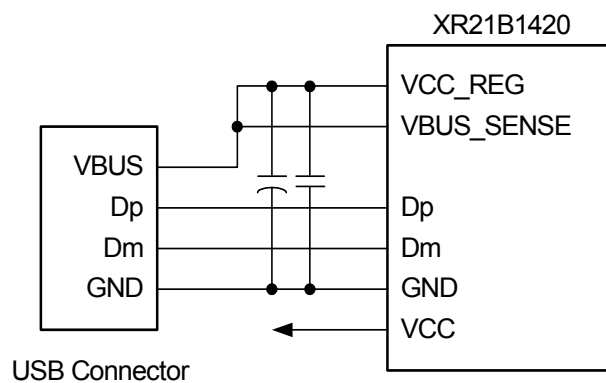 XR21B1420
VCC_REG
VBUS_SENSE
VBUS
Dp
Dp
Dm
Dm
GND
GND
VCC
USB Connector